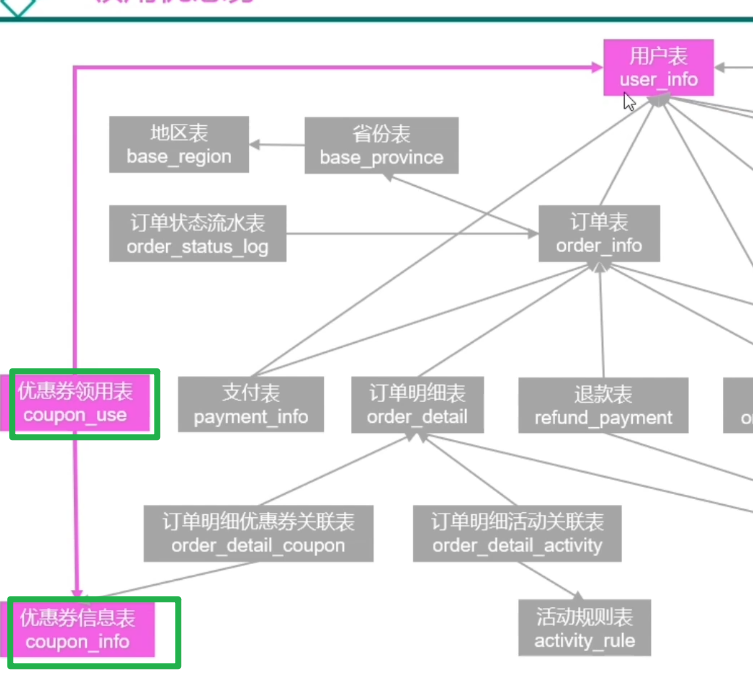 用户表
user_info
地区表
base_region
省份表
base_province
订单状态流水表
order_status_log
订单表
order_info
优惠券领用表
coupon_use
支付表
payment_info
订单明细表
order_detail
退款表
refund_payment
订单明细优惠券关联表
order_detail_coupon
订单明细活动关联表
order_detail_activity
优惠券信息表
coupon_info
活动规则表
activity_rule